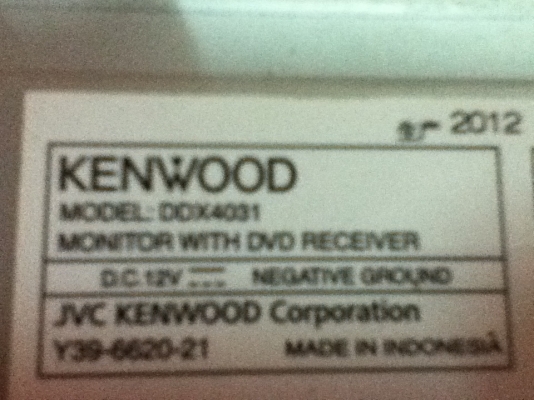 2012
KENWOOD
MODEL: DDX4031
MONITOR WITH DVD RECEIVER
D.C.12V NEGATIVE GROUND
JVC KENWOOD Corporation
Y39-6620-21 MADE IN INDONESIA